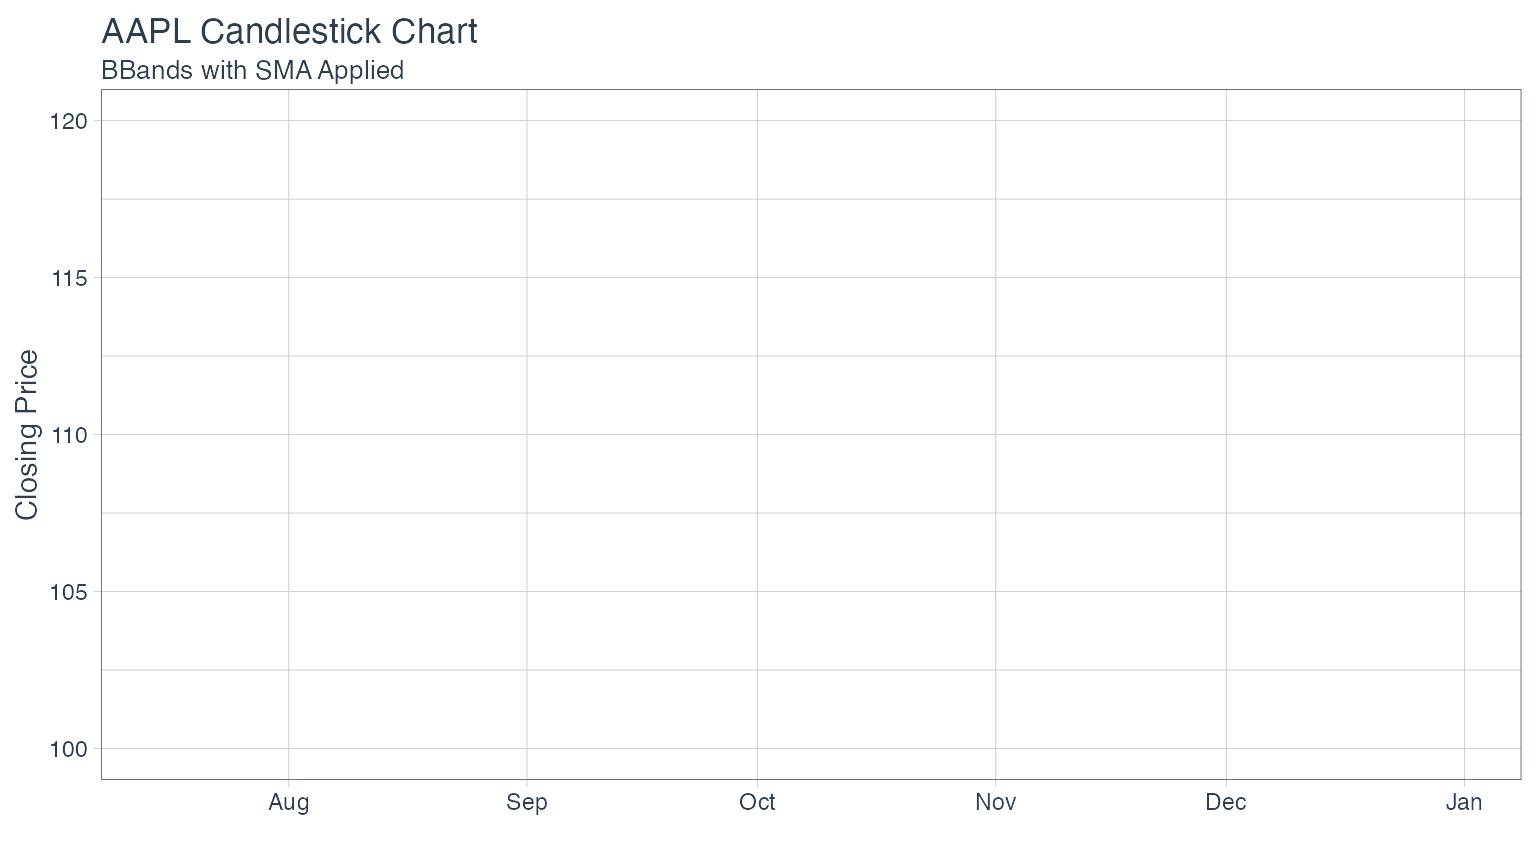 AAPL Candlestick Chart
BBands with SMA Applied
120
115
110
105
100
Closing Price
Aug Sep Oct Nov Dec Jan